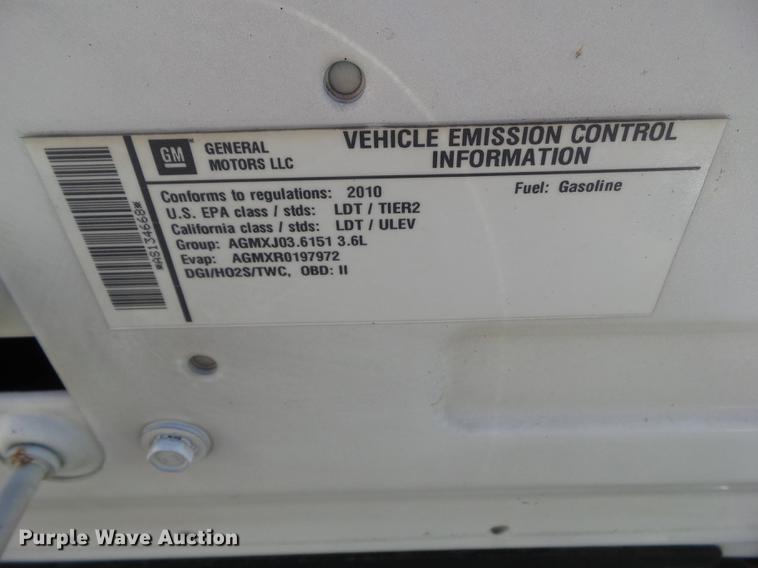 GM
GENERAL MOTORS LLC
VEHICLE EMISSION CONTROL INFORMATION
Conforms to regulations: 2010
Fuel: Gasoline
U.S. EPA class / stds: LDT / TIER2
California class / stds: LDT / ULEV
Group: AGMXJ03.6151 3.6L
Evap: AGMXR0197972
DGI/HO2S/TWC, OBD: II
*AS134668*
Purple Wave Auction